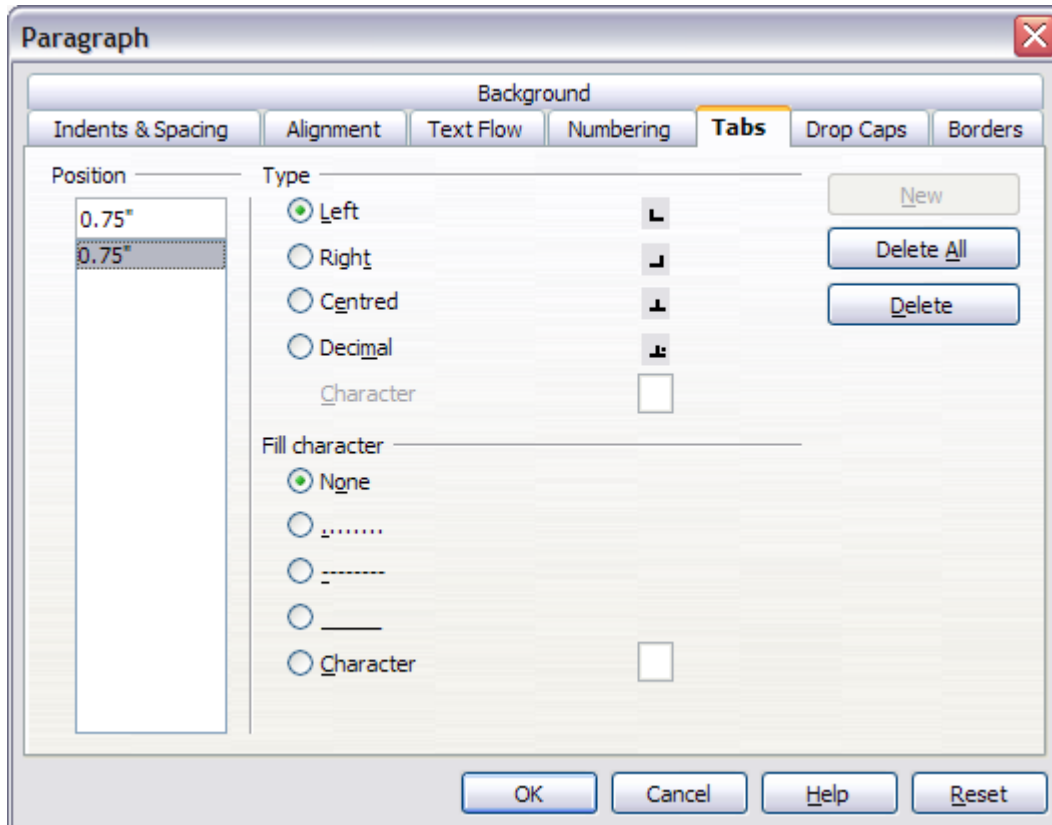 Paragraph
Background
Indents & Spacing Alignment Text Flow Numbering Tabs Drop Caps Borders
Position
0.75"
0.75"
Type
Left
Right
Centred
Decimal
Character
Fill character
None
........
--------
_____
Character
New
Delete All
Delete
OK Cancel Help Reset